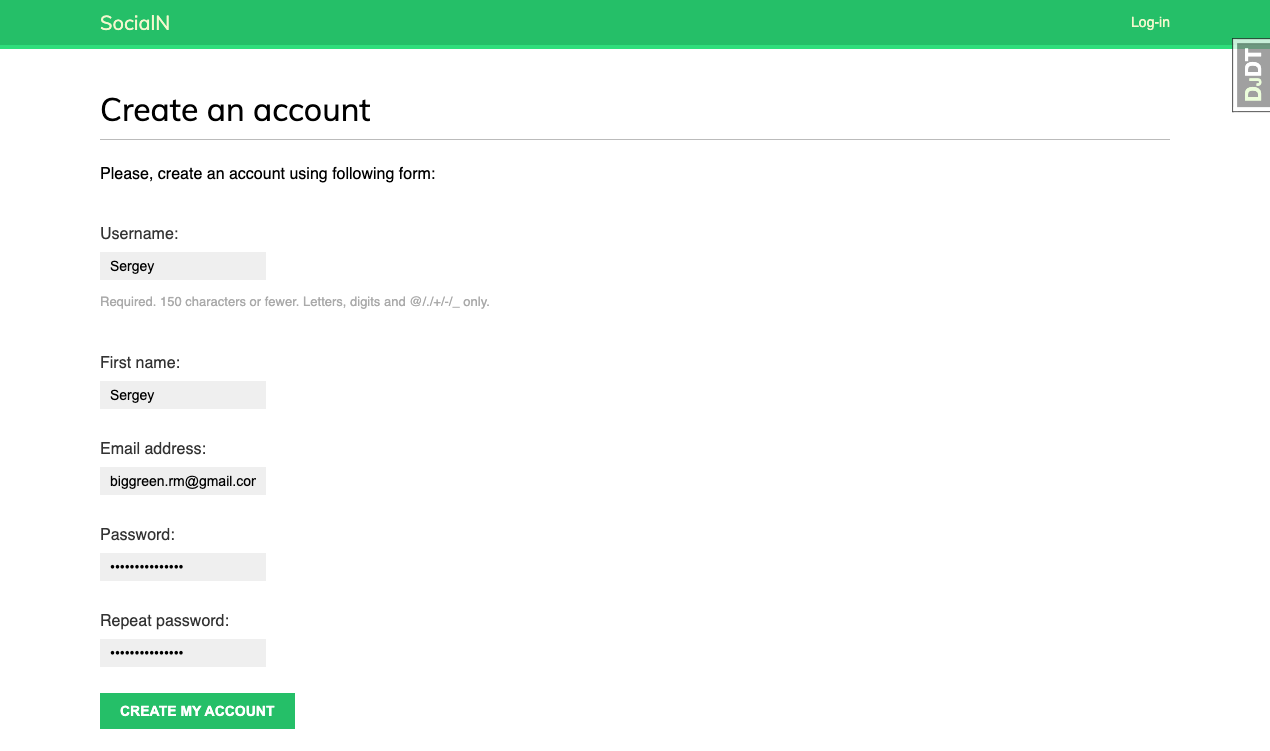 SocialN
Log-in
DJDT
Create an account
Please, create an account using following form:
Username:
Sergey
Required. 150 characters or fewer. Letters, digits and @/./+/-/_ only.
First name:
Sergey
Email address:
biggreen.rm@gmail.cor
Password:
•••••••••••••••
Repeat password:
•••••••••••••••
CREATE MY ACCOUNT